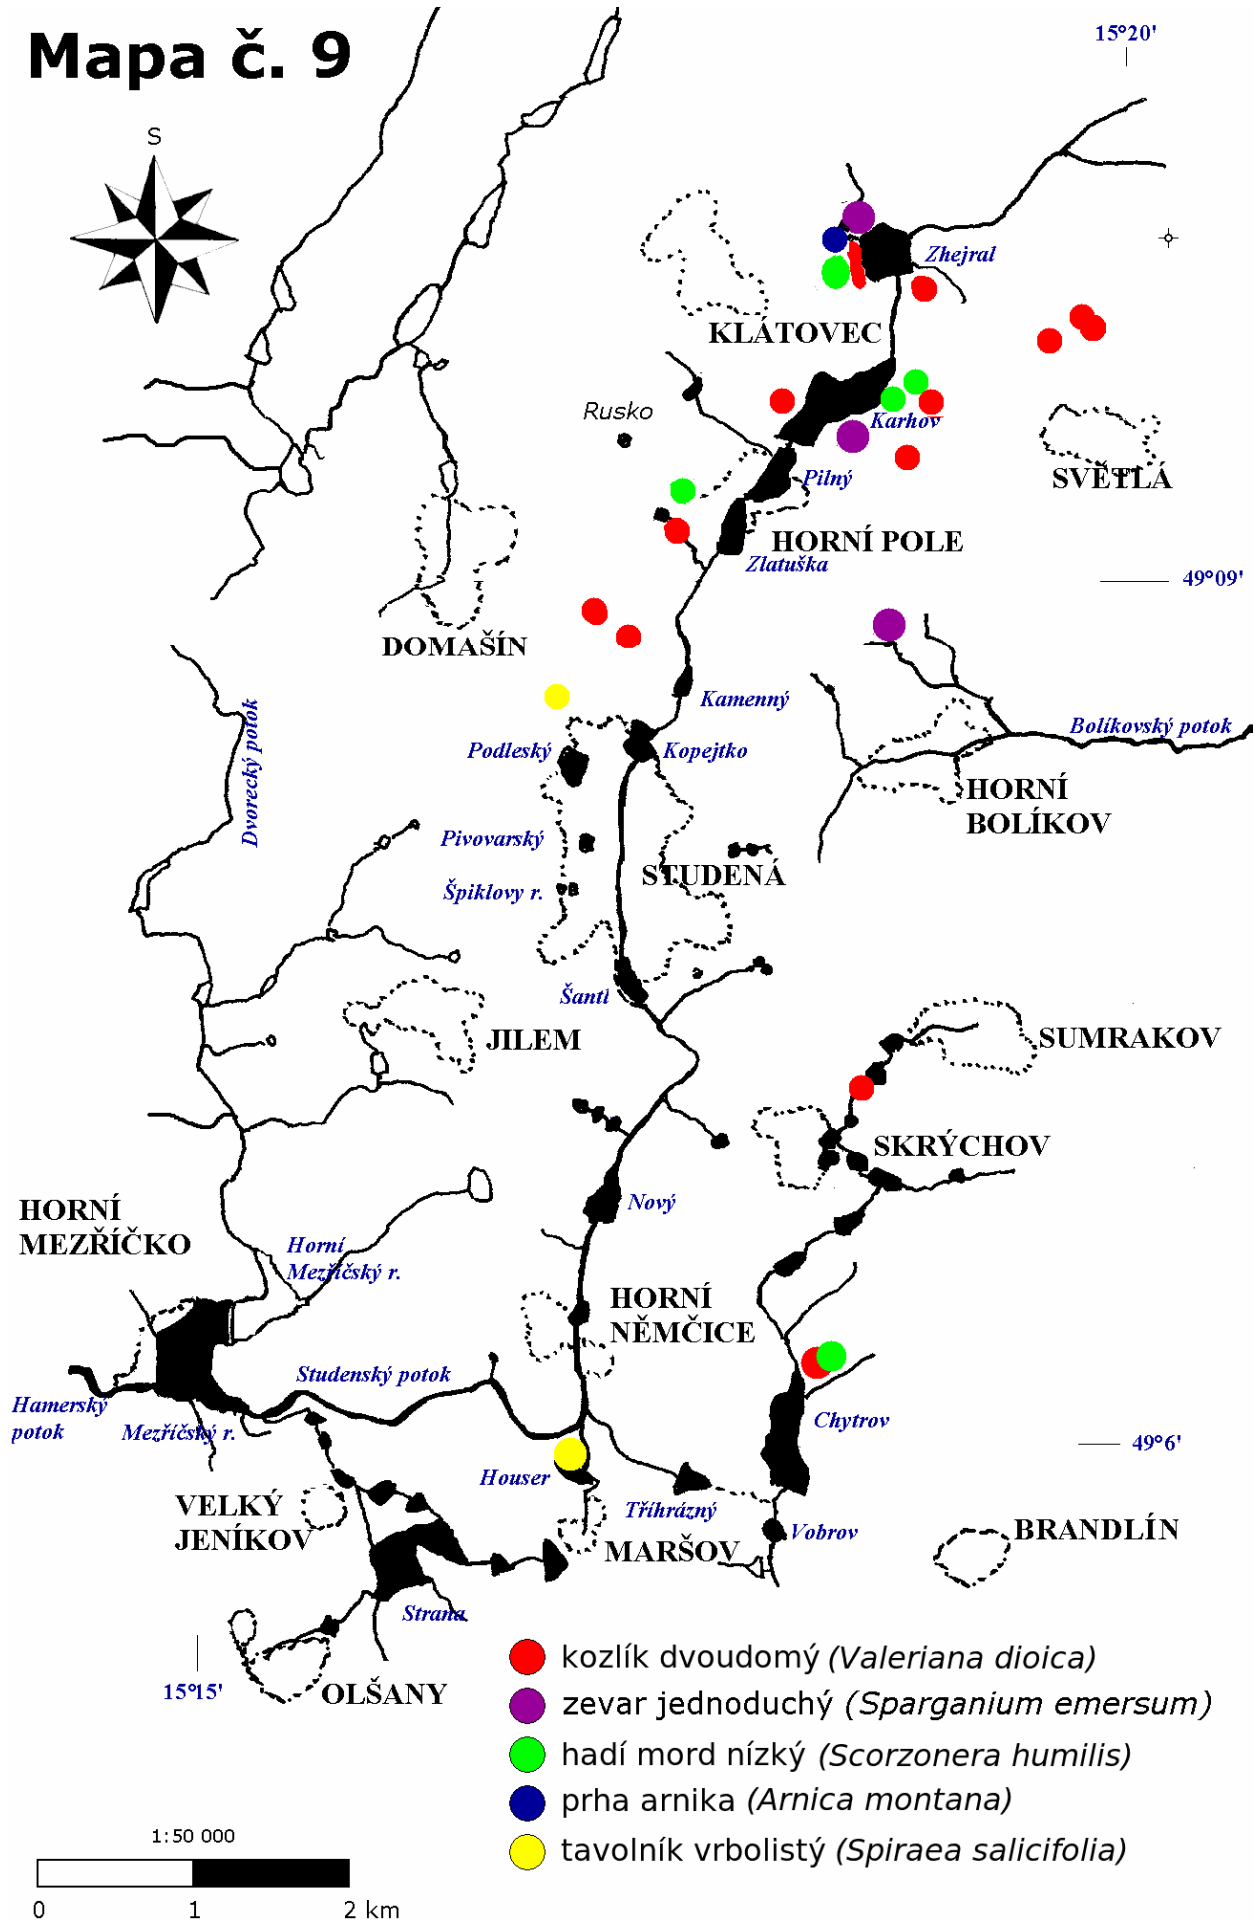 Mapa č. 9
15°20'
S
Zhejral
KLÁTOVEC
Rusko
Karhov
SVĚTLÁ
Pilný
HORNÍ POLE
Zlatuška
49°09'
DOMAŠÍN
Kamenný
Bolíkovský potok
Dvorecký potok
Podleský
Kopejtko
HORNÍ
BOLÍKOV
Pivovarský
STUDENÁ
Špiklovy r.
Šantl
JILEM
SUMRAKOV
SKRÝCHOV
HORNÍ
MEZŘÍČKO
Nový
Horní
Mezříčský r.
HORNÍ
NĚMČICE
Studenský potok
Hamerský
potok
Mezříčský r.
Chytrov
49°6'
Houser
VELKÝ
JENÍKOV
Tříhrázný
Vobrov
BRANDLÍN
MARŠOV
Strana
15°15'
OLŠANY
kozlík dvoudomý (Valeriana dioica)
zevar jednoduchý (Sparganium emersum)
hadí mord nízký (Scorzonera humilis)
prha arnika (Arnica montana)
tavolník vrbolistý (Spiraea salicifolia)
1:50 000
0 1 2 km